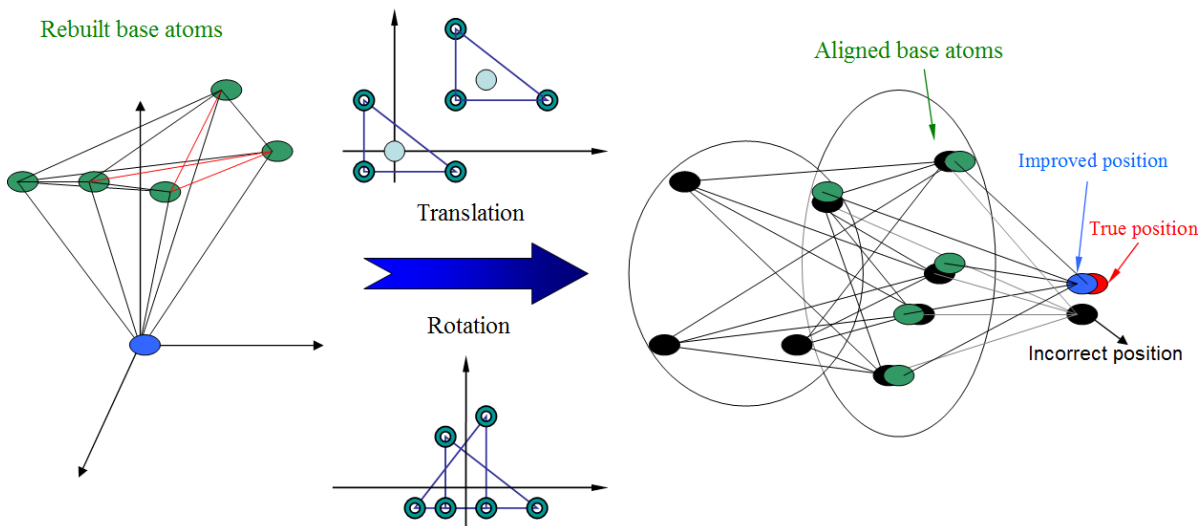 Rebuilt base atoms
Translation
Rotation
Aligned base atoms
Improved position
True position
Incorrect position